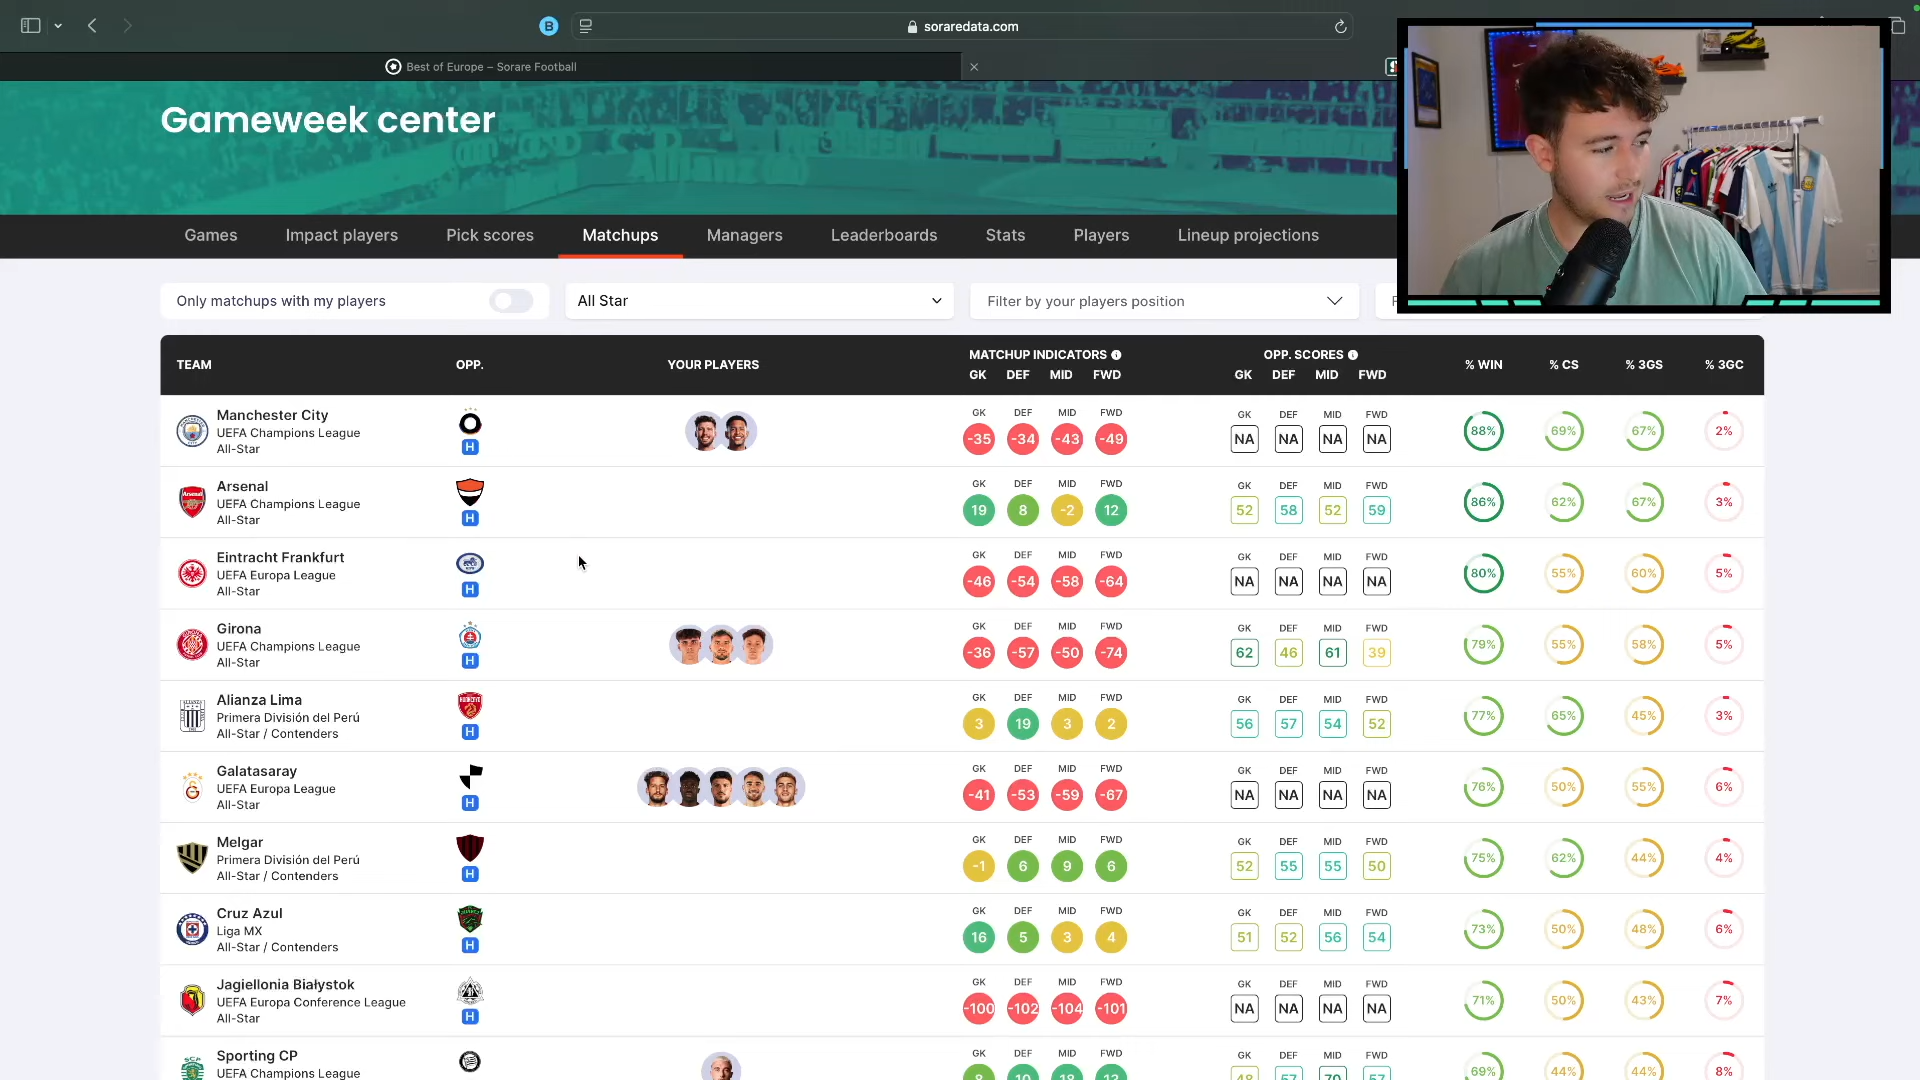 soraredata.com
Best of Europe – Sorare Football
Gameweek center
Games Impact players Pick scores Matchups Managers Leaderboards Stats Players Lineup projections
Only matchups with my players
All Star
Filter by your players position
TEAM OPP. YOUR PLAYERS MATCHUP INDICATORS OPP. SCORES % WIN % CS % 3GS % 3GC
GK DEF MID FWD GK DEF MID FWD
Manchester City
UEFA Champions League
All-Star
H
GK DEF MID FWD GK DEF MID FWD
-35 -34 -43 -49 NA NA NA NA 88% 69% 67% 2%
Arsenal
UEFA Champions League
All-Star
H
GK DEF MID FWD GK DEF MID FWD
19 8 -2 12 52 58 52 59 86% 62% 67% 3%
Eintracht Frankfurt
UEFA Europa League
All-Star
H
GK DEF MID FWD GK DEF MID FWD
-46 -54 -58 -64 NA NA NA NA 80% 55% 60% 5%
Girona
UEFA Champions League
All-Star
H
GK DEF MID FWD GK DEF MID FWD
-36 -57 -50 -74 62 46 61 39 79% 55% 58% 5%
Alianza Lima
Primera División del Perú
All-Star / Contenders
H
GK DEF MID FWD GK DEF MID FWD
3 19 3 2 56 57 54 52 77% 65% 45% 3%
Galatasaray
UEFA Europa League
All-Star
H
GK DEF MID FWD GK DEF MID FWD
-41 -53 -59 -67 NA NA NA NA 76% 50% 55% 6%
Melgar
Primera División del Perú
All-Star / Contenders
H
GK DEF MID FWD GK DEF MID FWD
-1 6 9 6 52 55 55 50 75% 62% 44% 4%
Cruz Azul
Liga MX
All-Star / Contenders
H
GK DEF MID FWD GK DEF MID FWD
16 5 3 4 51 52 56 54 73% 50% 48% 6%
Jagiellonia Białystok
UEFA Europa Conference League
All-Star
H
GK DEF MID FWD GK DEF MID FWD
-100 -102 -104 -101 NA NA NA NA 71% 50% 43% 7%
Sporting CP
UEFA Champions League
GK DEF MID FWD GK DEF MID FWD
69% 44% 44% 8%